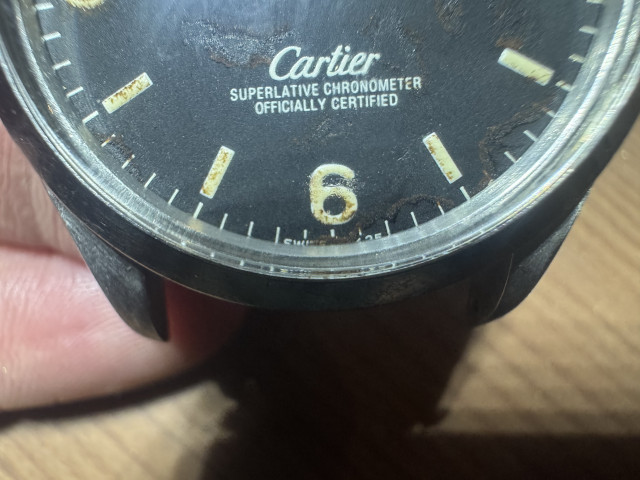 Cartier
SUPERLATIVE CHRONOMETER
OFFICIALLY CERTIFIED
6